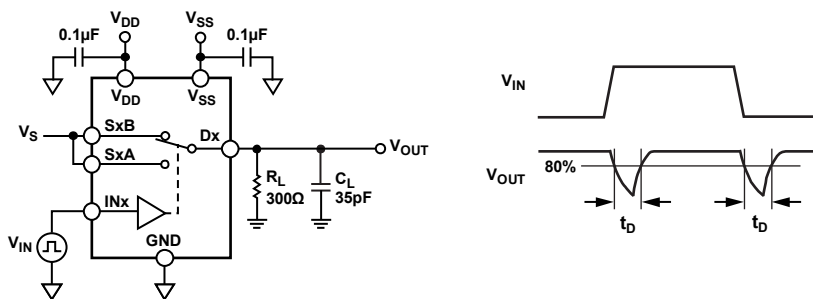 V_DD V_SS
0.1µF 0.1µF
V_DD V_SS
V_S SxB Dx V_OUT
SxA
R_L 300Ω
C_L 35pF
INx
V_IN GND
V_IN
V_OUT 80%
t_D t_D